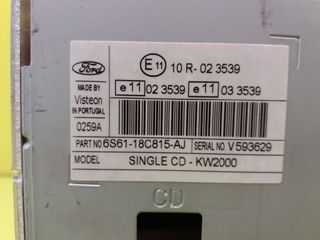 Ford
E11 10 R- 02 3539
MADE BY
Visteon
IN PORTUGAL
e11 02 3539 e11 03 3539
0259A
PART NO 6S61-18C815-AJ SERIAL NO. V593629
MODEL SINGLE CD - KW2000
CD